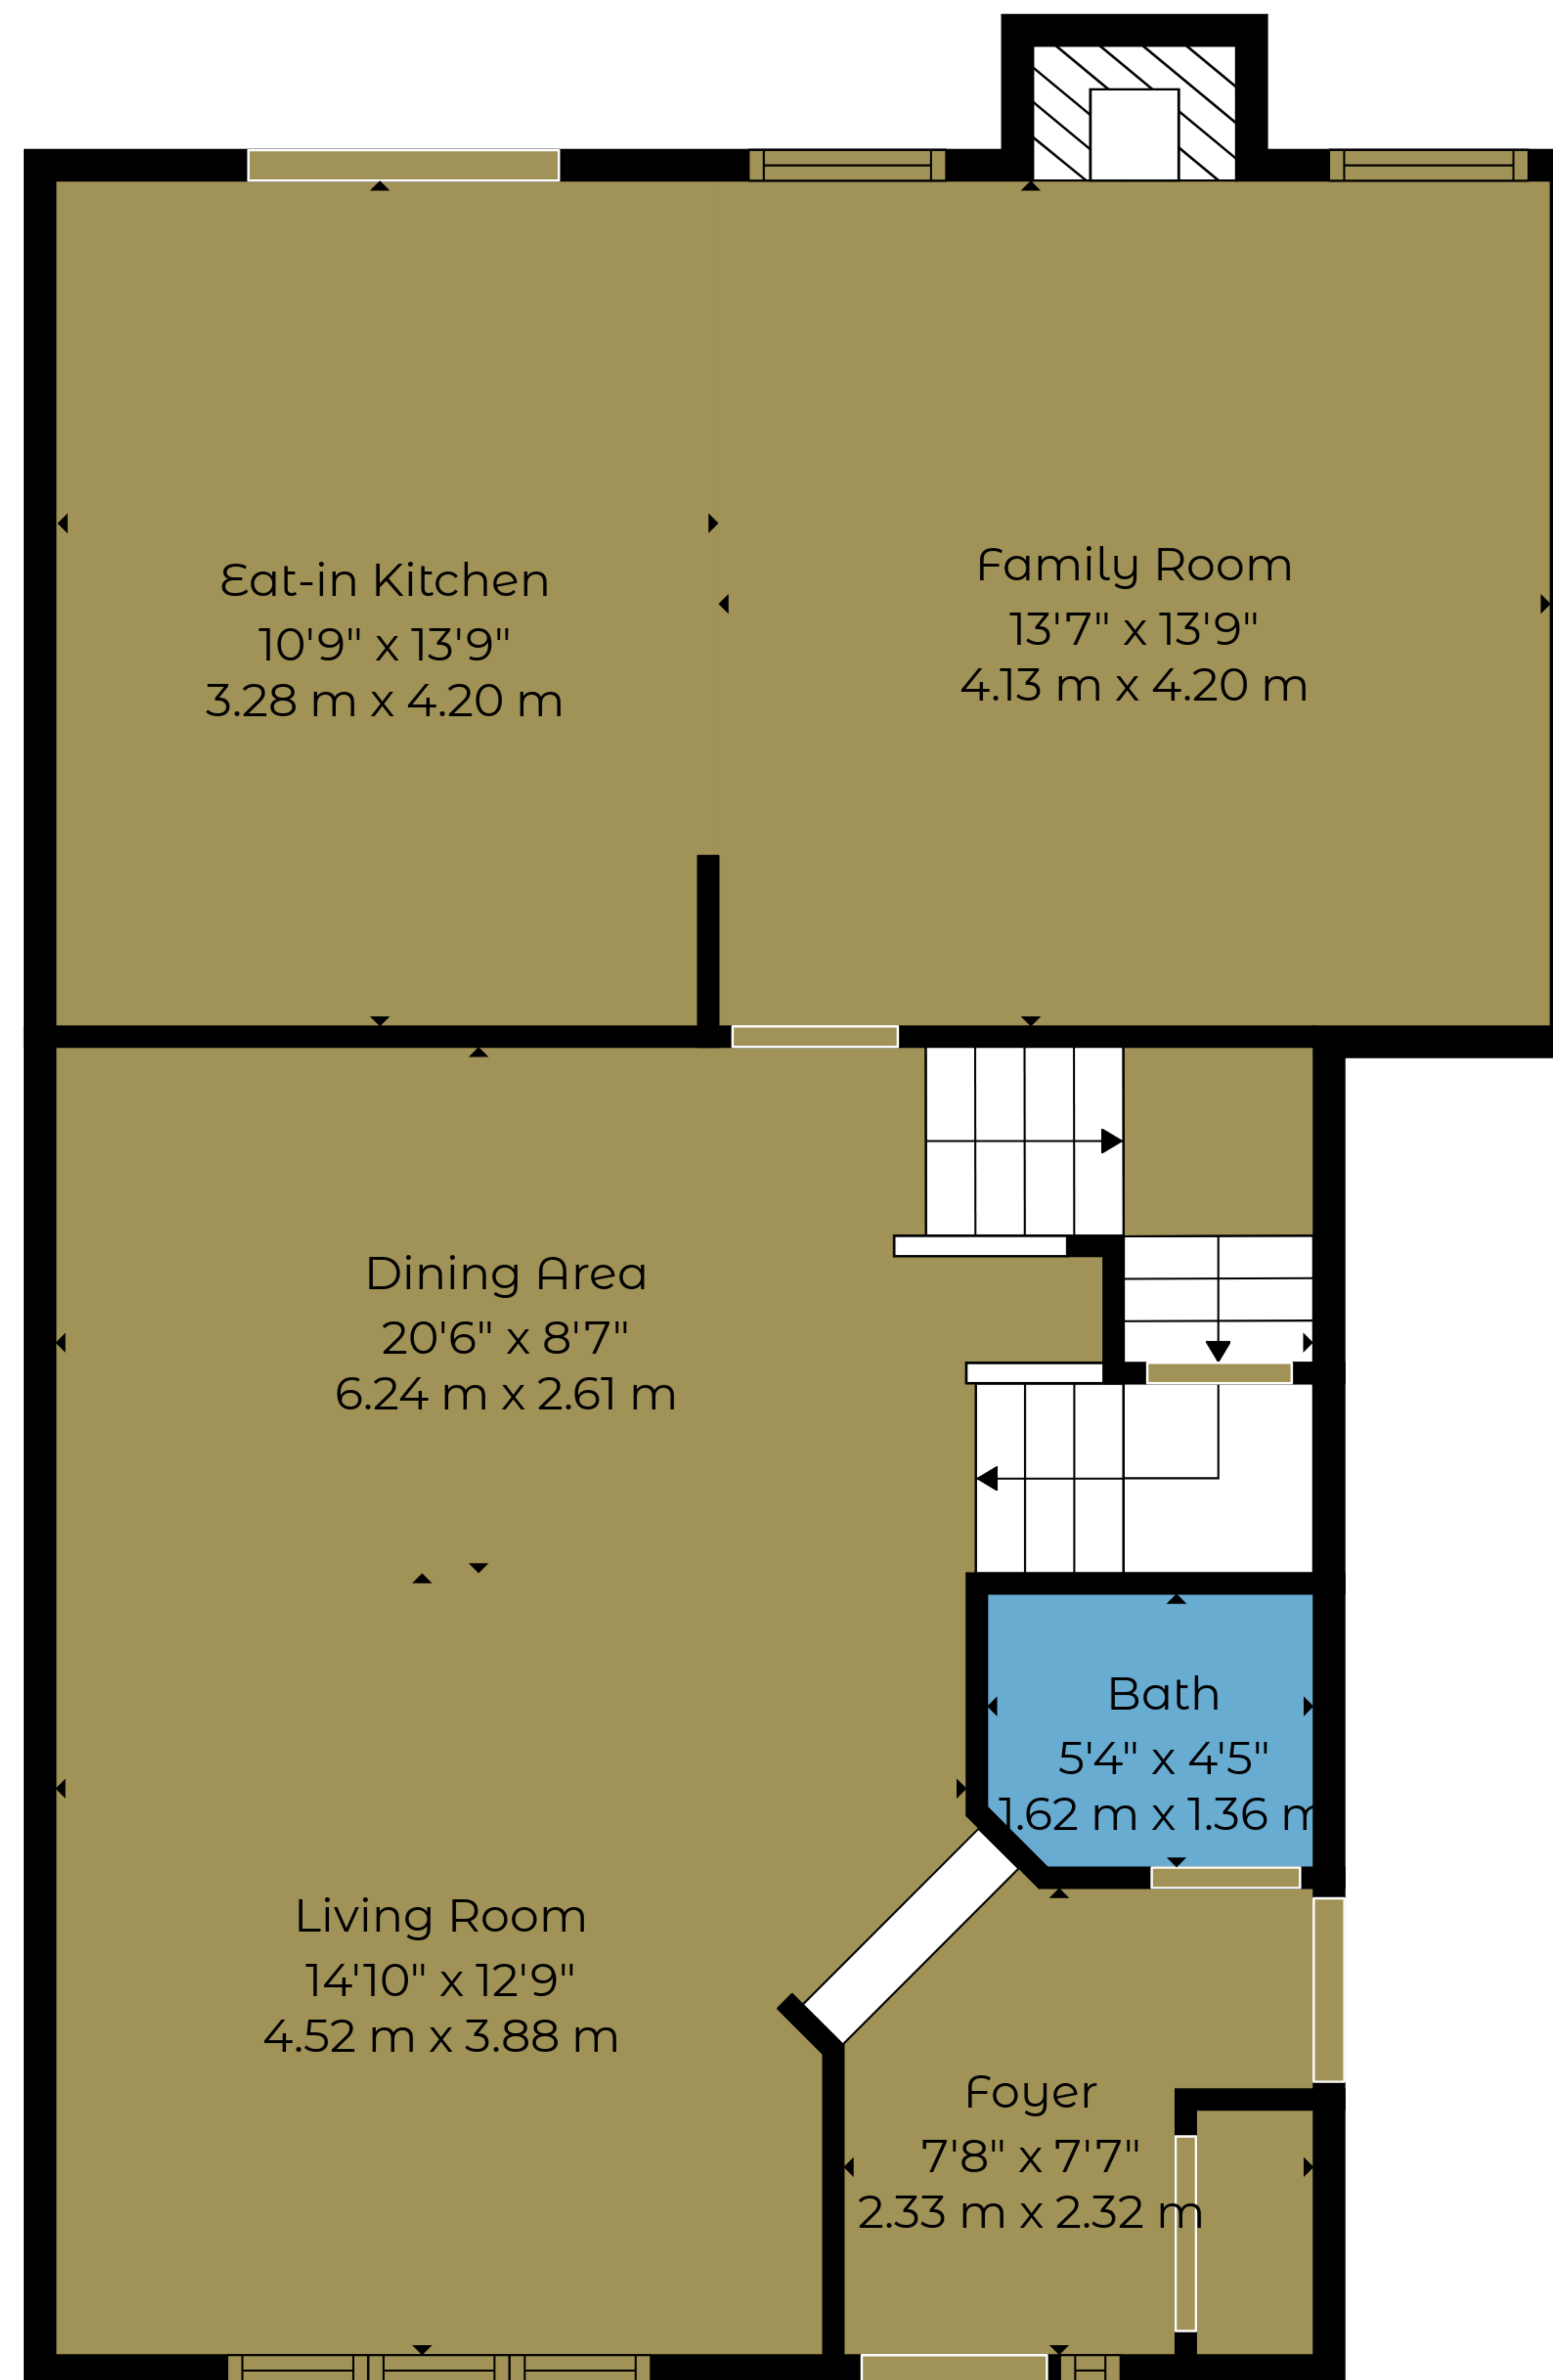 Eat-in Kitchen
10'9" x 13'9"
3.28 m x 4.20 m
Family Room
13'7" x 13'9"
4.13 m x 4.20 m
Dining Area
20'6" x 8'7"
6.24 m x 2.61 m
Bath
5'4" x 4'5"
1.62 m x 1.36 m
Living Room
14'10" x 12'9"
4.52 m x 3.88 m
Foyer
7'8" x 7'7"
2.33 m x 2.32 m